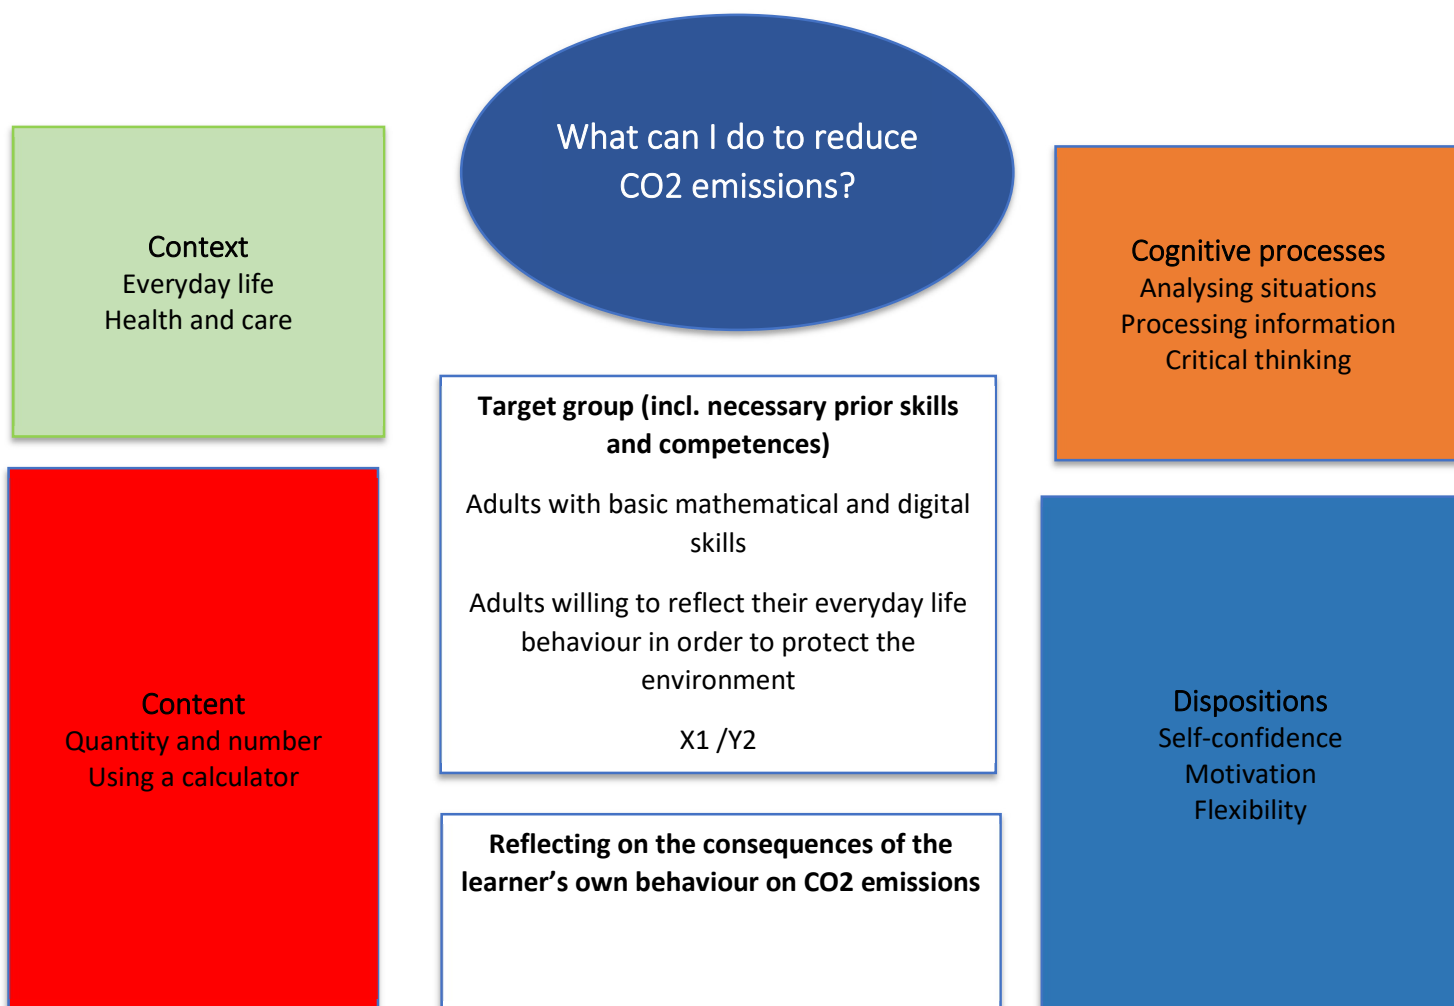 What can I do to reduce
CO2 emissions?
Context
Everyday life
Health and care
Cognitive processes
Analysing situations
Processing information
Critical thinking
Target group (incl. necessary prior skills
and competences)
Adults with basic mathematical and digital
skills
Adults willing to reflect their everyday life
behaviour in order to protect the
environment
X1 /Y2
Content
Quantity and number
Using a calculator
Dispositions
Self-confidence
Motivation
Flexibility
Reflecting on the consequences of the
learner’s own behaviour on CO2 emissions